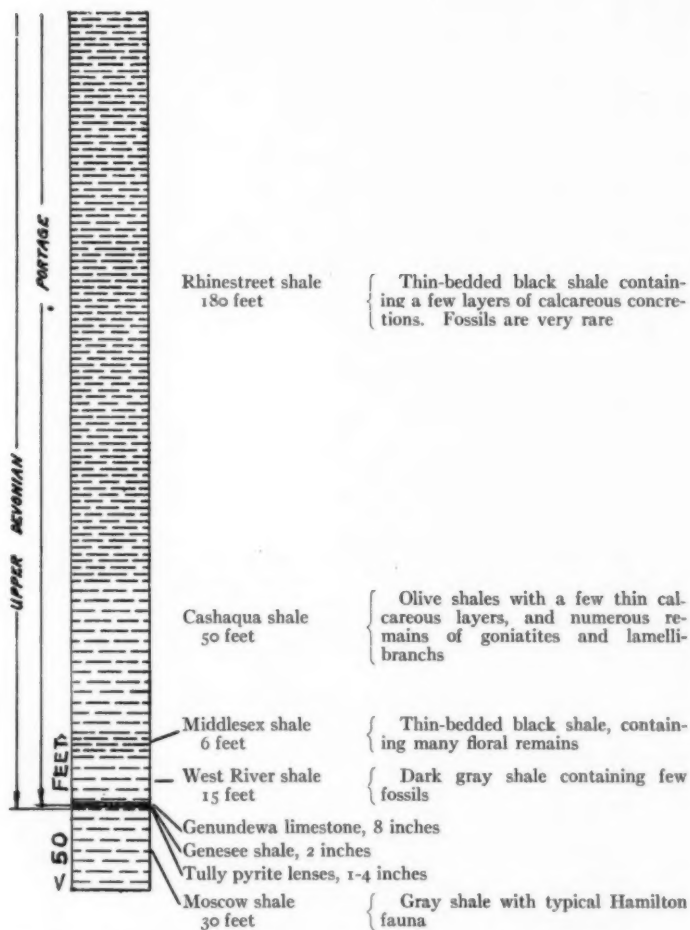 UPPER DEVONIAN
PORTAGE
Rhinestreet shale
180 feet
Thin-bedded black shale contain-
ing a few layers of calcareous concre-
tions. Fossils are very rare
Cashaqua shale
50 feet
Olive shales with a few thin cal-
careous layers, and numerous re-
mains of goniatites and lamelli-
branchs
Middlesex shale
6 feet
Thin-bedded black shale, contain-
ing many floral remains
West River shale
15 feet
Dark gray shale containing few
fossils
< 50 FEET >
Genundewa limestone, 8 inches
Genesee shale, 2 inches
Tully pyrite lenses, 1-4 inches
Moscow shale
30 feet
Gray shale with typical Hamilton
fauna